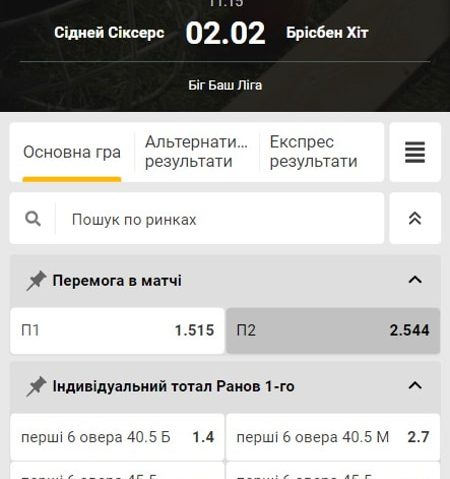 11.15
Сідней Сіксерс 02.02 Брісбен Хіт
Біг Баш Ліга
Основна гра
Альтернати...
результати
Експрес
результати
Пошук по ринках
Перемога в матчі
П1 1.515 П2 2.544
Індивідуальний тотал Ранов 1-го
перші 6 овера 40.5 Б 1.4 перші 6 овера 40.5 М 2.7